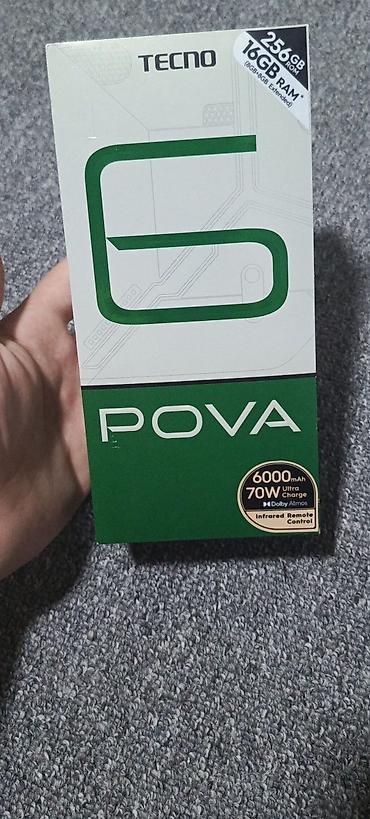 TECNO
256GB
ROM
16GB RAM*
(8GB+8GB Extended)
6
POVA
6000mAh
70W Ultra
Charge
Dolby Atmos
Infrared Remote
Control